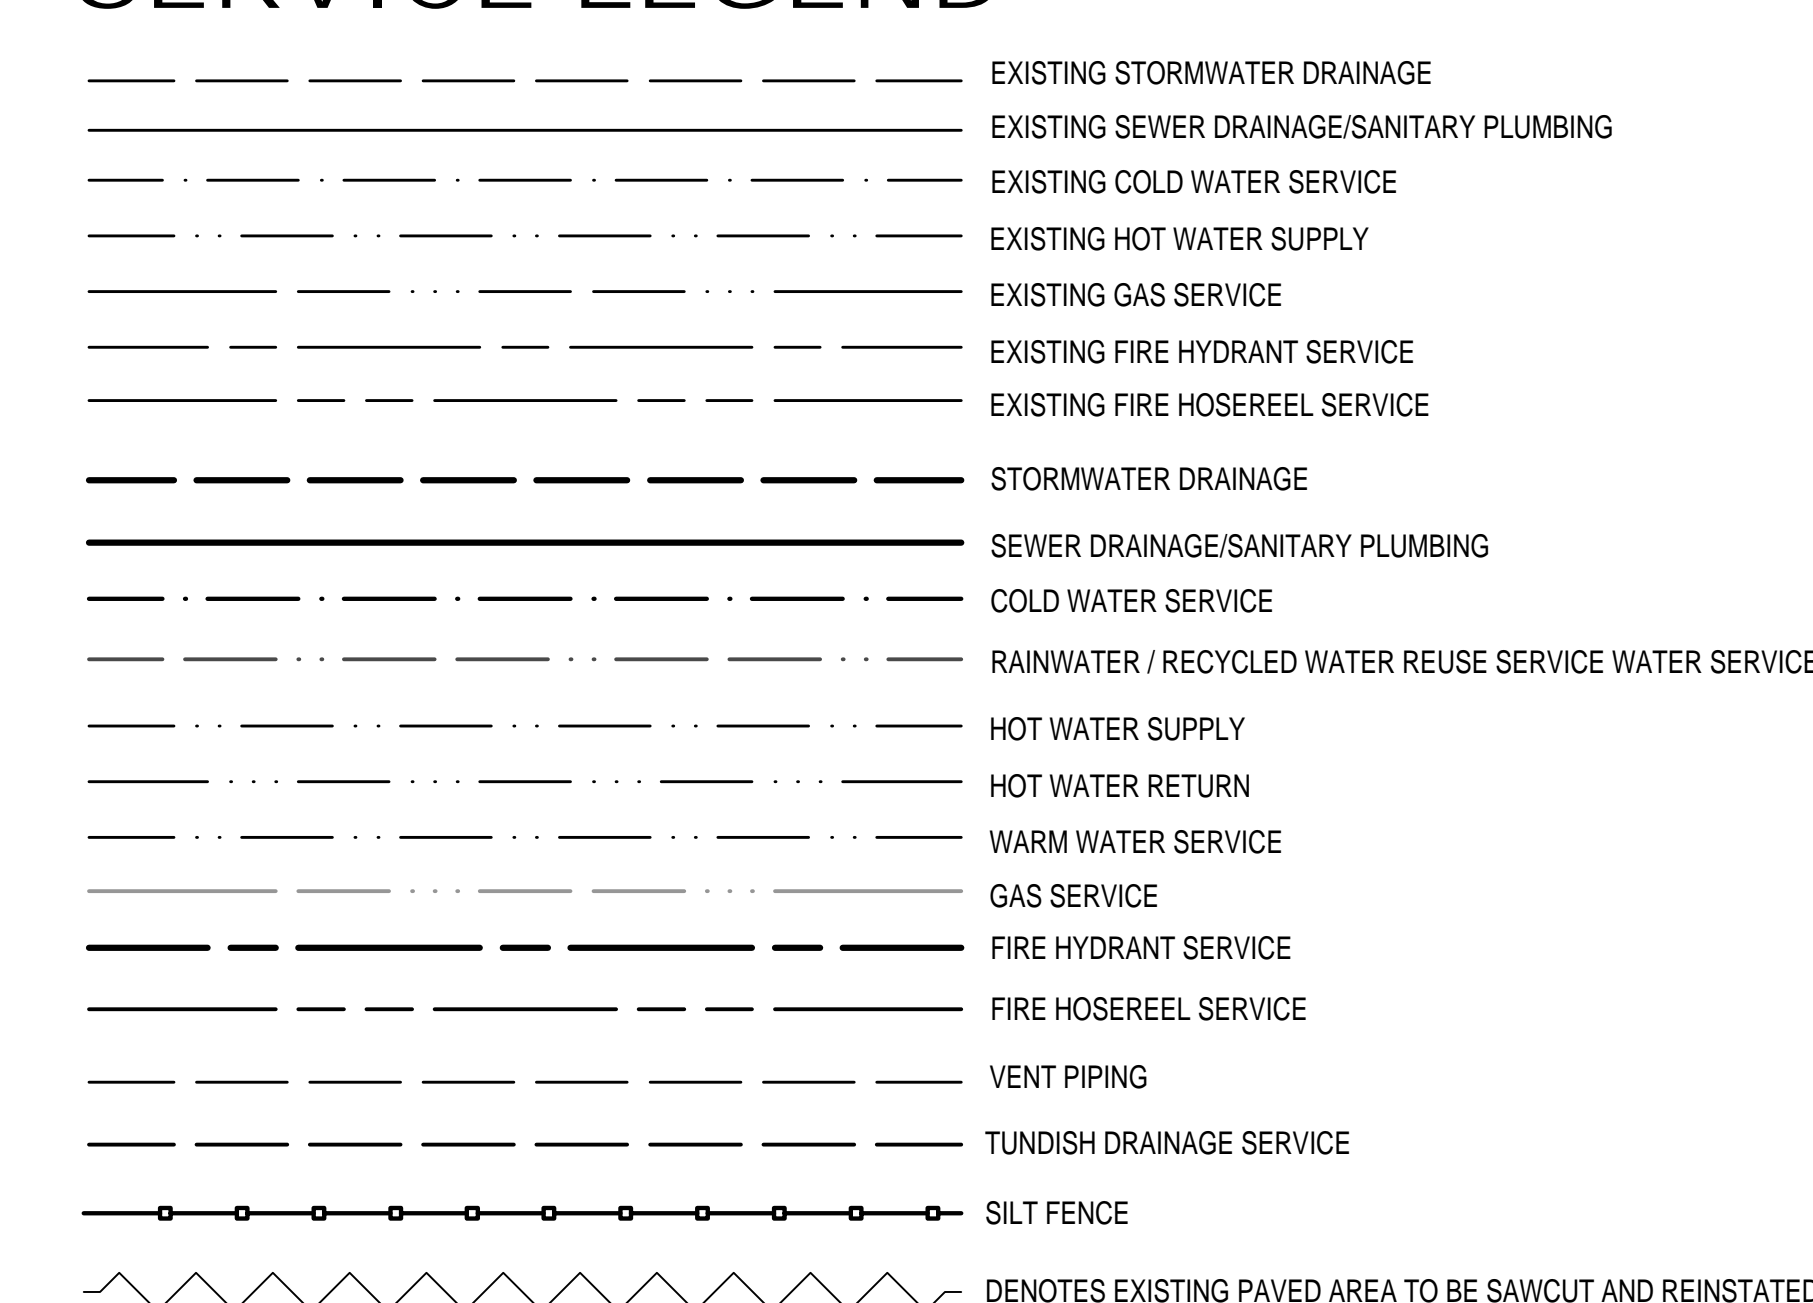 SERVICE LEGEND
EXISTING STORMWATER DRAINAGE
EXISTING SEWER DRAINAGE/SANITARY PLUMBING
EXISTING COLD WATER SERVICE
EXISTING HOT WATER SUPPLY
EXISTING GAS SERVICE
EXISTING FIRE HYDRANT SERVICE
EXISTING FIRE HOSEREEL SERVICE
STORMWATER DRAINAGE
SEWER DRAINAGE/SANITARY PLUMBING
COLD WATER SERVICE
RAINWATER / RECYCLED WATER REUSE SERVICE WATER SERVICE
HOT WATER SUPPLY
HOT WATER RETURN
WARM WATER SERVICE
GAS SERVICE
FIRE HYDRANT SERVICE
FIRE HOSEREEL SERVICE
VENT PIPING
TUNDISH DRAINAGE SERVICE
SILT FENCE
DENOTES EXISTING PAVED AREA TO BE SAWCUT AND REINSTATED